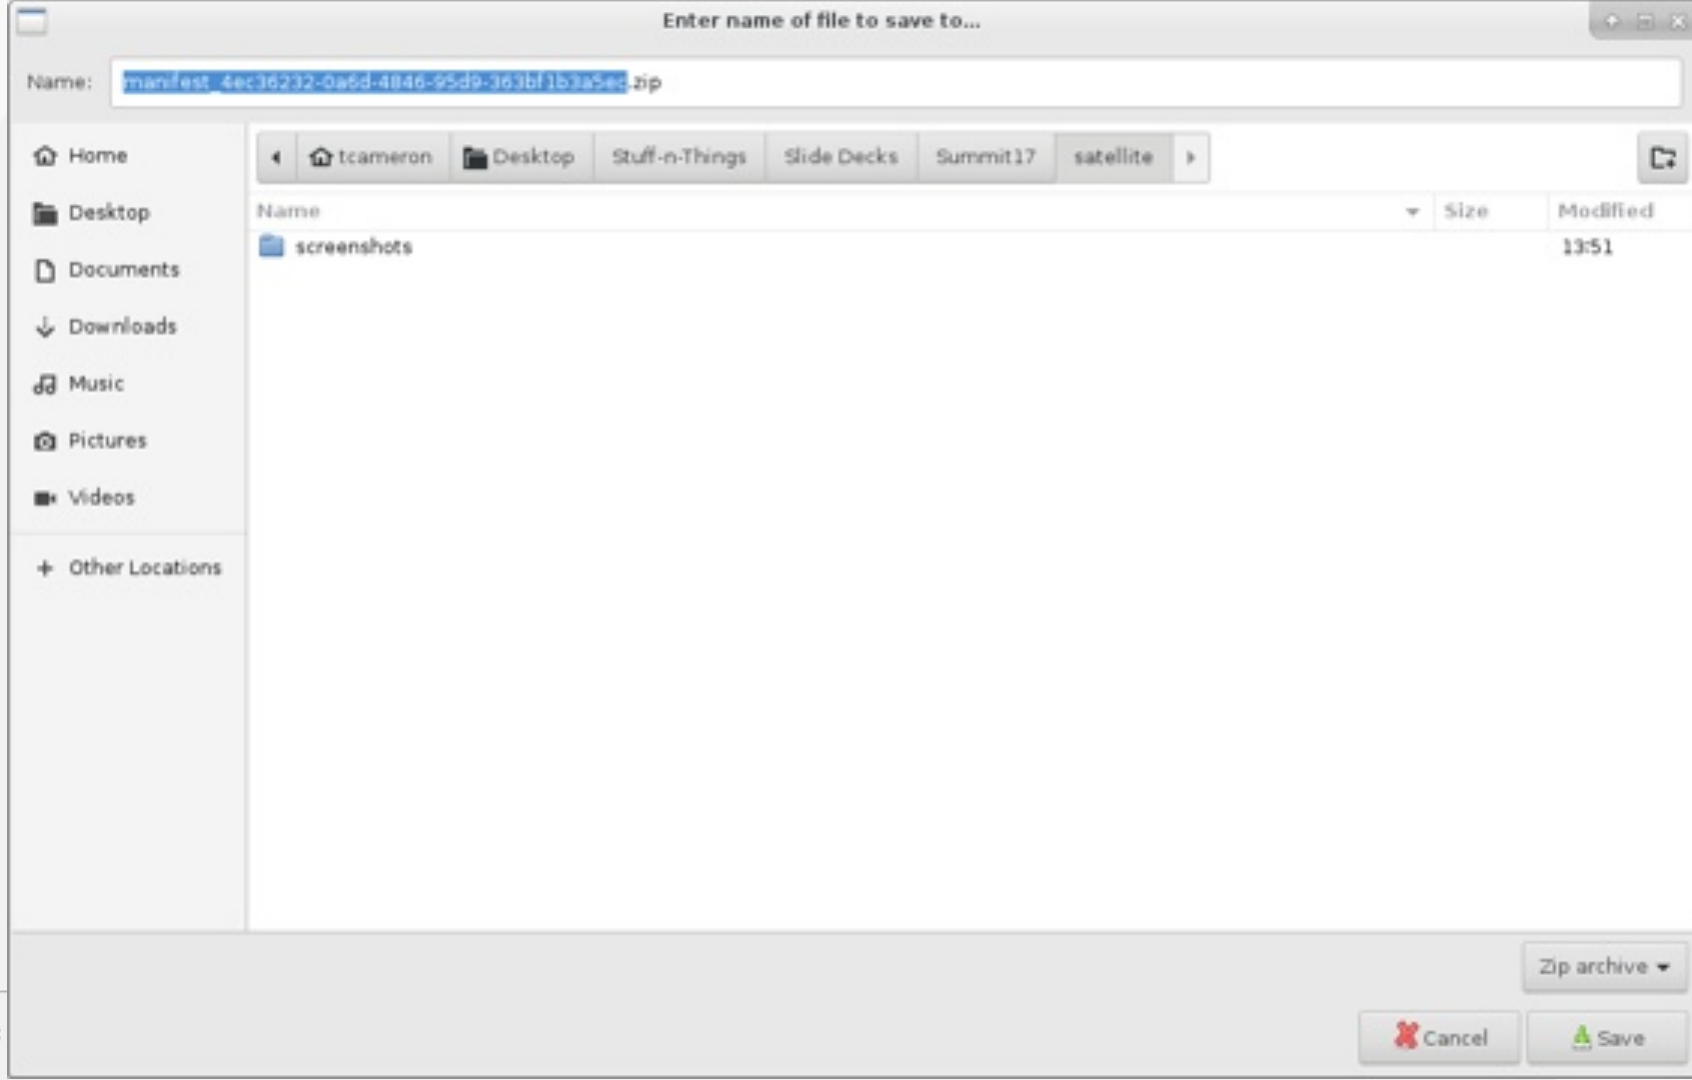 Enter name of file to save to...
Name: manifest_4ec36232-0a6d-4846-95d9-363bf1b3a5ec.zip
Home
Desktop
Documents
Downloads
Music
Pictures
Videos
Other Locations
tcameron Desktop Stuff-n-Things Slide Decks Summit17 satellite
Name Size Modified
screenshots 13:51
Zip archive
Cancel Save